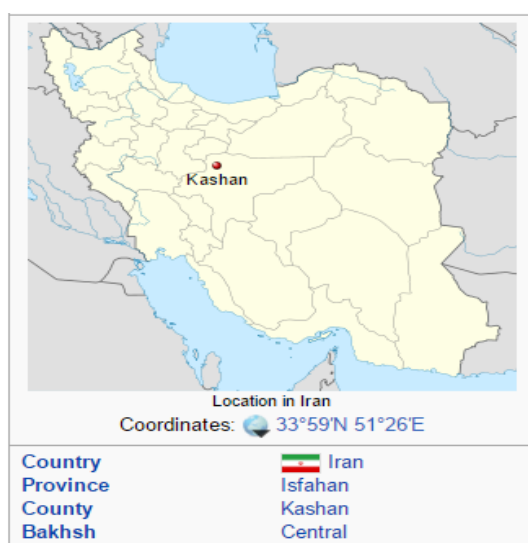 Kashan
Location in Iran
Coordinates: 33°59′N 51°26′E
Country Iran
Province Isfahan
County Kashan
Bakhsh Central